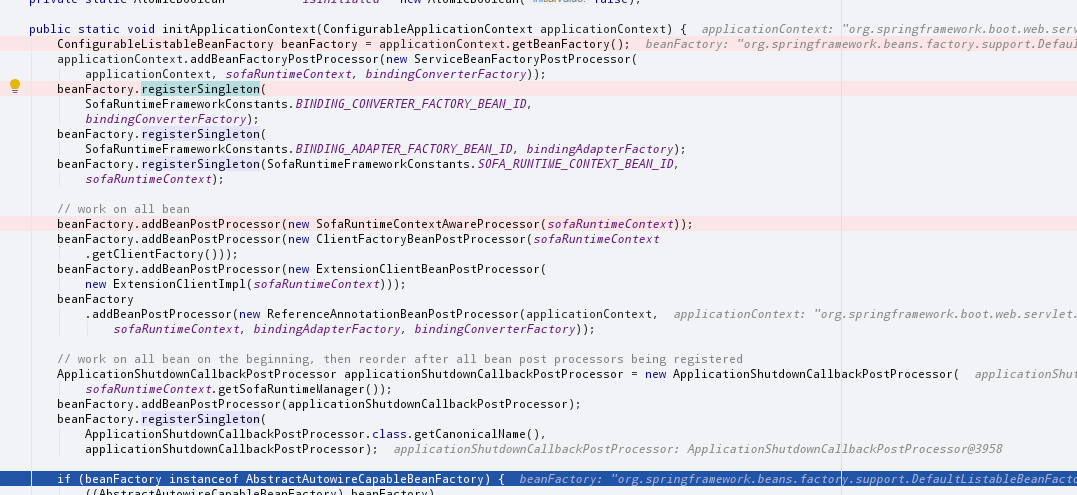 private static AtomicBoolean isInitiated = new AtomicBoolean( initialValue: false);
public static void initApplicationContext(ConfigurableApplicationContext applicationContext) { applicationContext: "org.springframework.boot.web.serv
ConfigurableListableBeanFactory beanFactory = applicationContext.getBeanFactory(); beanFactory: "org.springframework.beans.factory.support.Defaul
applicationContext.addBeanFactoryPostProcessor(new ServiceBeanFactoryPostProcessor(
applicationContext, sofaRuntimeContext, bindingConverterFactory));
beanFactory.registerSingleton(
SofaRuntimeFrameworkConstants.BINDING_CONVERTER_FACTORY_BEAN_ID,
bindingConverterFactory);
beanFactory.registerSingleton(
SofaRuntimeFrameworkConstants.BINDING_ADAPTER_FACTORY_BEAN_ID, bindingAdapterFactory);
beanFactory.registerSingleton(SofaRuntimeFrameworkConstants.SOFA_RUNTIME_CONTEXT_BEAN_ID,
sofaRuntimeContext);
// work on all bean
beanFactory.addBeanPostProcessor(new SofaRuntimeContextAwareProcessor(sofaRuntimeContext));
beanFactory.addBeanPostProcessor(new ClientFactoryBeanPostProcessor(sofaRuntimeContext
.getClientFactory()));
beanFactory.addBeanPostProcessor(new ExtensionClientBeanPostProcessor(
new ExtensionClientImpl(sofaRuntimeContext)));
beanFactory
.addBeanPostProcessor(new ReferenceAnnotationBeanPostProcessor(applicationContext, applicationContext: "org.springframework.boot.web.servlet.
sofaRuntimeContext, bindingAdapterFactory, bindingConverterFactory));
// work on all bean on the beginning, then reorder after all bean post processors being registered
ApplicationShutdownCallbackPostProcessor applicationShutdownCallbackPostProcessor = new ApplicationShutdownCallbackPostProcessor( applicationShut
sofaRuntimeContext.getSofaRuntimeManager());
beanFactory.addBeanPostProcessor(applicationShutdownCallbackPostProcessor);
beanFactory.registerSingleton(
ApplicationShutdownCallbackPostProcessor.class.getCanonicalName(),
applicationShutdownCallbackPostProcessor); applicationShutdownCallbackPostProcessor: ApplicationShutdownCallbackPostProcessor@3958
if (beanFactory instanceof AbstractAutowireCapableBeanFactory) { beanFactory: "org.springframework.beans.factory.support.DefaultListableBeanFacto
((AbstractAutowireCapableBeanFactory) beanFactory)